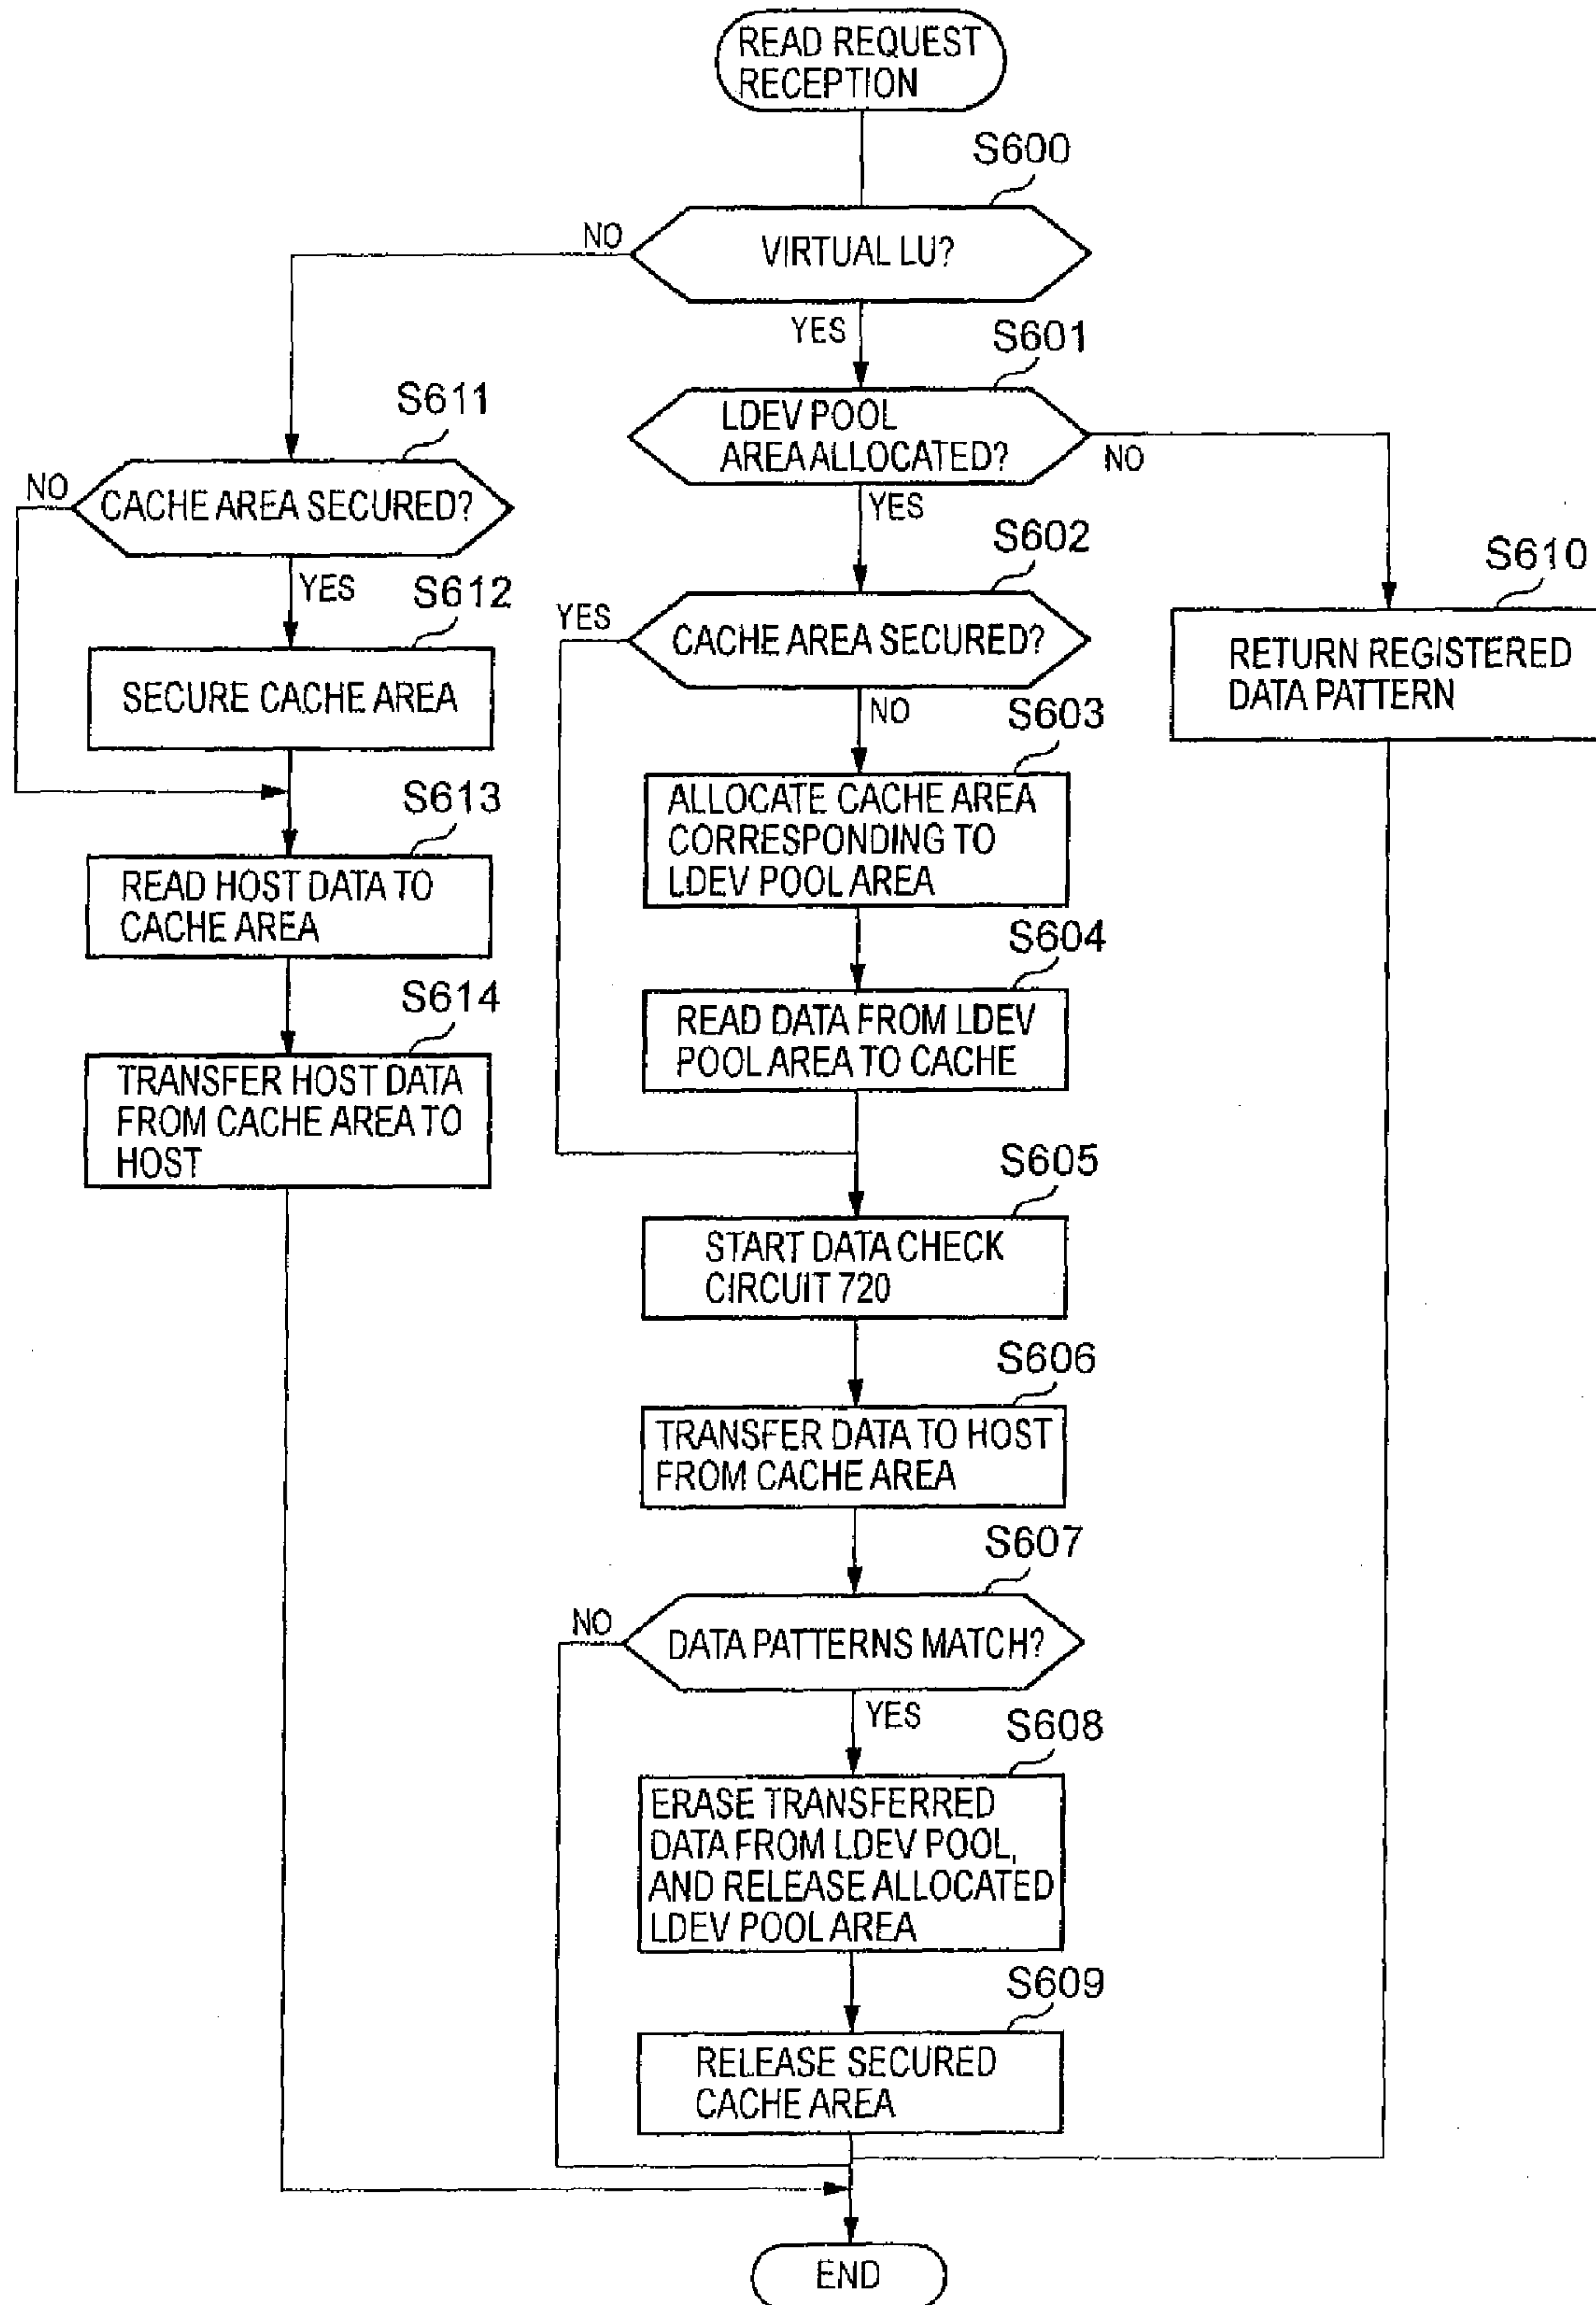 READ REQUEST
RECEPTION
S600
VIRTUAL LU?
NO
YES
S601
LDEV POOL
AREA ALLOCATED?
NO
YES
S611
CACHE AREA SECURED?
NO
YES
S602
CACHE AREA SECURED?
YES
NO
S610
RETURN REGISTERED
DATA PATTERN
S612
SECURE CACHE AREA
S603
ALLOCATE CACHE AREA
CORRESPONDING TO
LDEV POOL AREA
S613
READ HOST DATA TO
CACHE AREA
S604
READ DATA FROM LDEV
POOL AREA TO CACHE
S614
TRANSFER HOST DATA
FROM CACHE AREA TO
HOST
S605
START DATA CHECK
CIRCUIT 720
S606
TRANSFER DATA TO HOST
FROM CACHE AREA
S607
DATA PATTERNS MATCH?
NO
YES
S608
ERASE TRANSFERRED
DATA FROM LDEV POOL,
AND RELEASE ALLOCATED
LDEV POOL AREA
S609
RELEASE SECURED
CACHE AREA
END